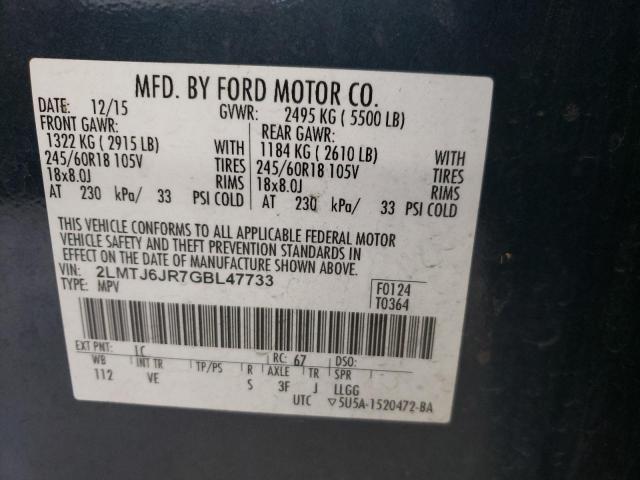 MFD. BY FORD MOTOR CO.
DATE: 12/15 GVWR: 2495 KG ( 5500 LB)
FRONT GAWR: REAR GAWR:
1322 KG ( 2915 LB) WITH 1184 KG ( 2610 LB) WITH
245/60R18 105V TIRES 245/60R18 105V TIRES
18x8.0J RIMS 18x8.0J RIMS
AT 230 kPa/ 33 PSI COLD AT 230 kPa/ 33 PSI COLD
THIS VEHICLE CONFORMS TO ALL APPLICABLE FEDERAL MOTOR
VEHICLE SAFETY AND THEFT PREVENTION STANDARDS IN
EFFECT ON THE DATE OF MANUFACTURE SHOWN ABOVE.
VIN: 2LMTJ6JR7GBL47733 F0124
TYPE: MPV T0364
EXT PNT: IC RC: 67 DSO:
WB INT TR TP/PS R AXLE TR SPR
112 VE S 3F J LLGG
UTC ▽5U5A-1520472-BA